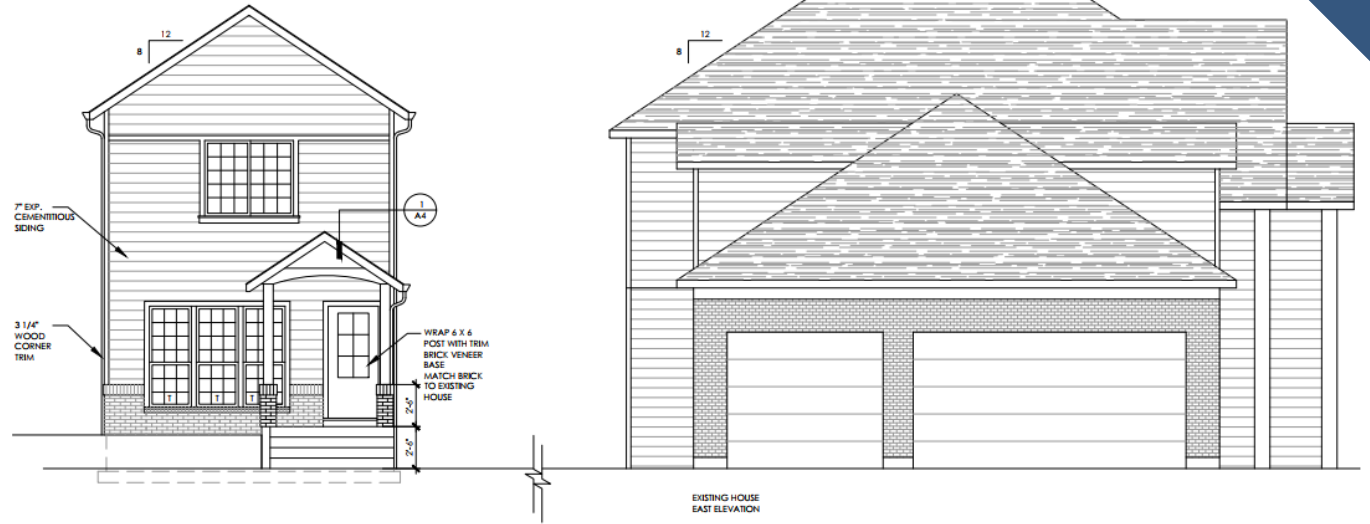 12
8
12
8
1
A4
7" EXP.
CEMENTITIOUS
SIDING
3 1/4"
WOOD
CORNER
TRIM
WRAP 6 X 6
POST WITH TRIM
BRICK VENEER
BASE
MATCH BRICK
TO EXISTING
HOUSE
T T T
2'-6"
2'-6"
EXISTING HOUSE
EAST ELEVATION